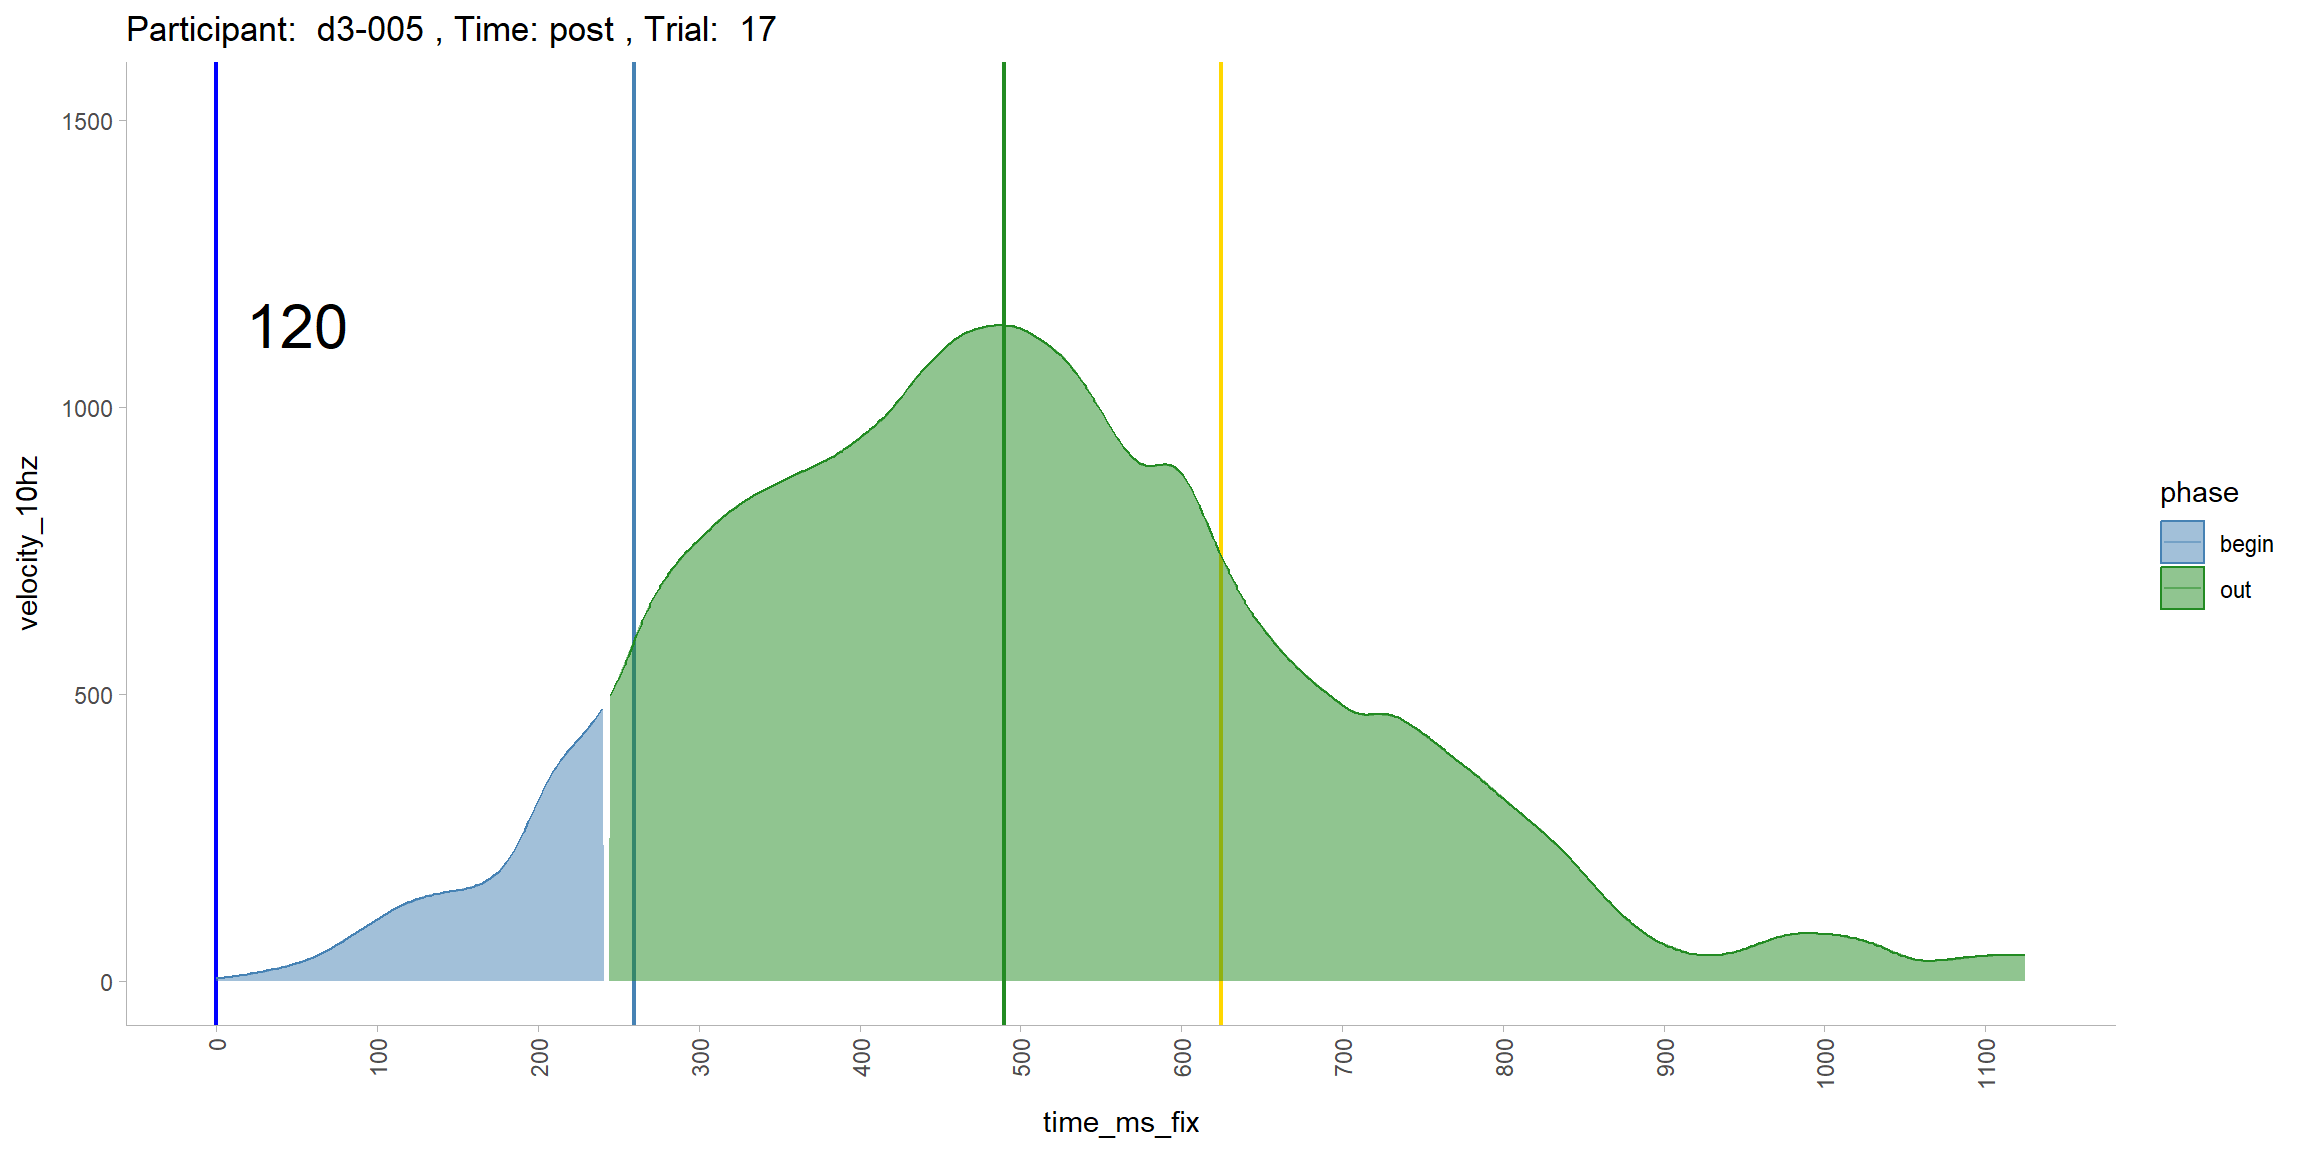 Participant:  d3-005 , Time: post , Trial:  17
1500
1000
500
0
velocity_10hz
120
0 100 200 300 400 500 600 700 800 900 1000 1100
time_ms_fix
phase
begin
out